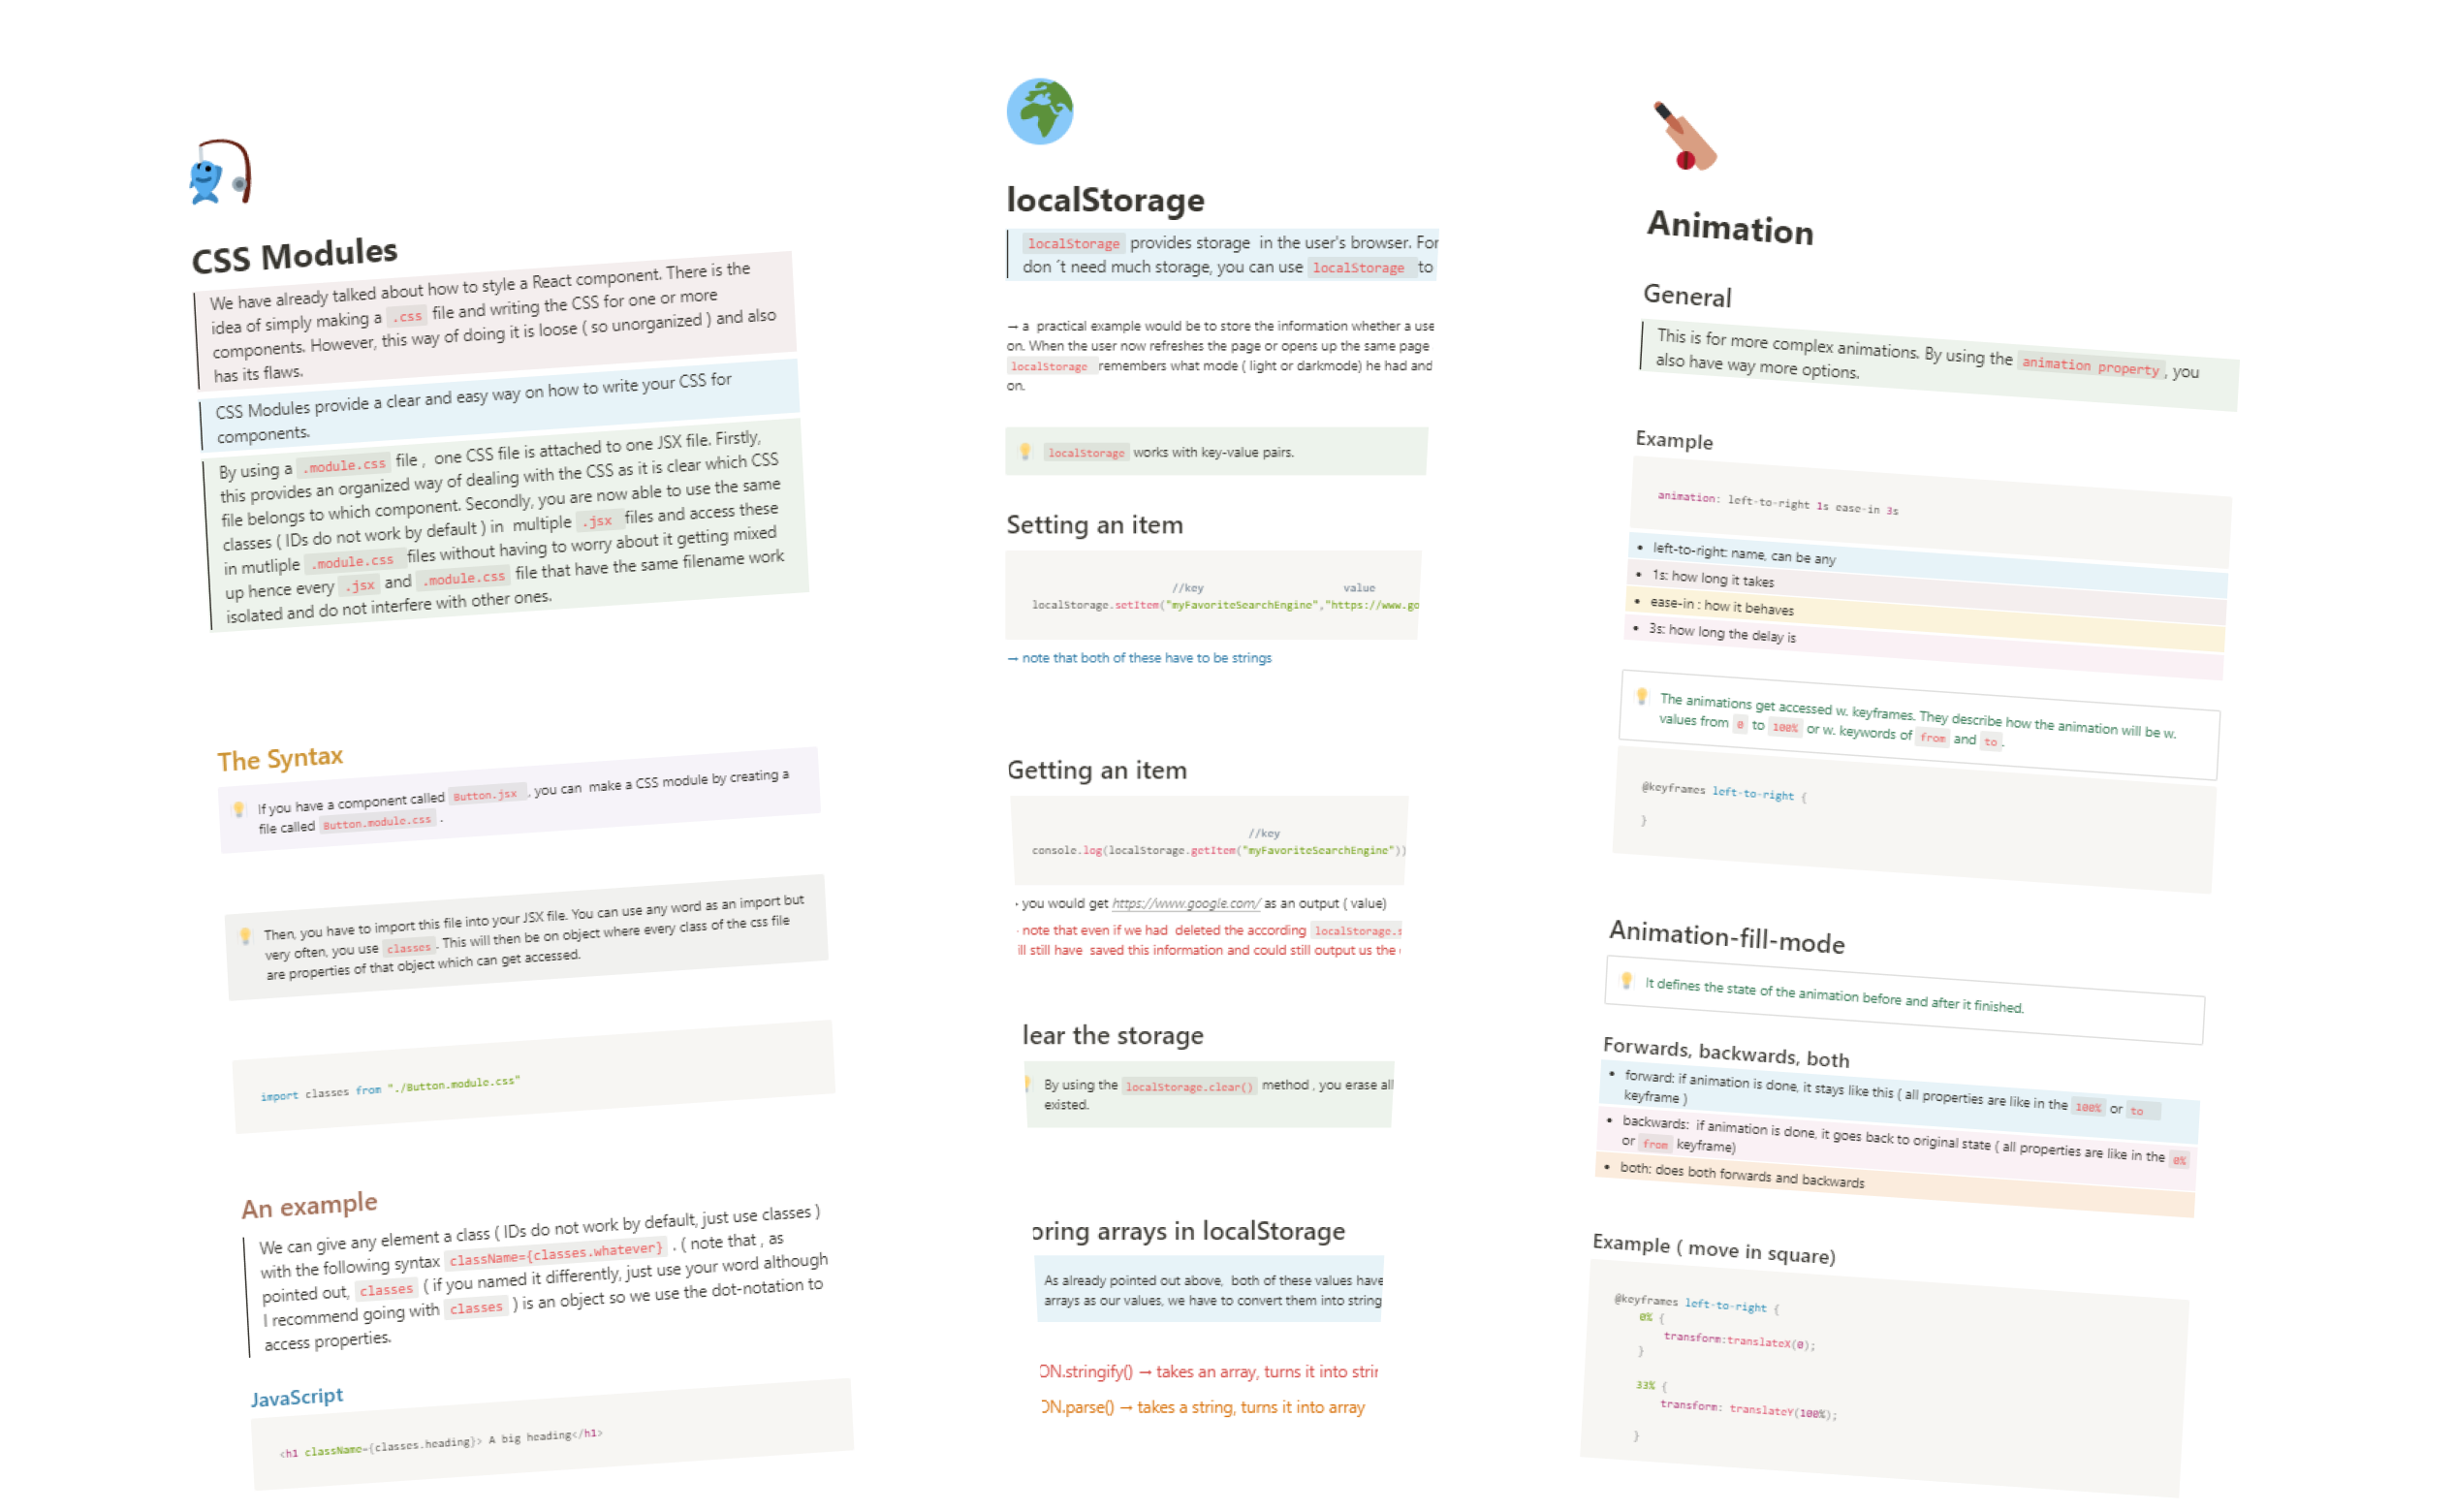 CSS Modules
We have already talked about how to style a React component. There is the
idea of simply making a .css file and writing the CSS for one or more
components. However, this way of doing it is loose ( so unorganized ) and also
has its flaws.
CSS Modules provide a clear and easy way on how to write your CSS for
components.
By using a .module.css file , one CSS file is attached to one JSX file. Firstly,
this provides an organized way of dealing with the CSS as it is clear which CSS
file belongs to which component. Secondly, you are now able to use the same
classes ( IDs do not work by default ) in multiple .jsx files and access these
in mutliple .module.css files without having to worry about it getting mixed
up hence every .jsx and .module.css file that have the same filename work
isolated and do not interfere with other ones.
The Syntax
If you have a component called Button.jsx , you can make a CSS module by creating a
file called Button.module.css .
Then, you have to import this file into your JSX file. You can use any word as an import but
very often, you use classes . This will then be on object where every class of the css file
are properties of that object which can get accessed.
import classes from "./Button.module.css"
An example
We can give any element a class ( IDs do not work by default, just use classes )
with the following syntax className={classes.whatever} . ( note that , as
pointed out, classes ( if you named it differently, just use your word although
I recommend going with classes ) is an object so we use the dot-notation to
access properties.
JavaScript
<h1 className={classes.heading}> A big heading</h1>
localStorage
localStorage provides storage in the user's browser. For
don ´t need much storage, you can use localStorage to
→ a practical example would be to store the information whether a use
on. When the user now refreshes the page or opens up the same page
localStorage remembers what mode ( light or darkmode) he had and
on.
localStorage works with key-value pairs.
Setting an item
//key value
localStorage.setItem("myFavoriteSearchEngine","https://www.go
→ note that both of these have to be strings
Getting an item
//key
console.log(localStorage.getItem("myFavoriteSearchEngine"))
you would get https://www.google.com/ as an output ( value)
note that even if we had deleted the according localStorage.s
ill still have saved this information and could still output us the
lear the storage
By using the localStorage.clear() method , you erase all
existed.
oring arrays in localStorage
As already pointed out above, both of these values have
arrays as our values, we have to convert them into string
ON.stringify() → takes an array, turns it into strin
ON.parse() → takes a string, turns it into array
Animation
General
This is for more complex animations. By using the animation property , you
also have way more options.
Example
animation: left-to-right 1s ease-in 3s
• left-to-right: name, can be any
• 1s: how long it takes
• ease-in : how it behaves
• 3s: how long the delay is
The animations get accessed w. keyframes. They describe how the animation will be w.
values from 0 to 100% or w. keywords of from and to .
@keyframes left-to-right {
}
Animation-fill-mode
It defines the state of the animation before and after it finished.
Forwards, backwards, both
• forward: if animation is done, it stays like this ( all properties are like in the 100% or to
keyframe )
• backwards: if animation is done, it goes back to original state ( all properties are like in the 0%
or from keyframe)
• both: does both forwards and backwards
Example ( move in square)
@keyframes left-to-right {
0% {
transform:translateX(0);
}
33% {
transform: translateY(100%);
}